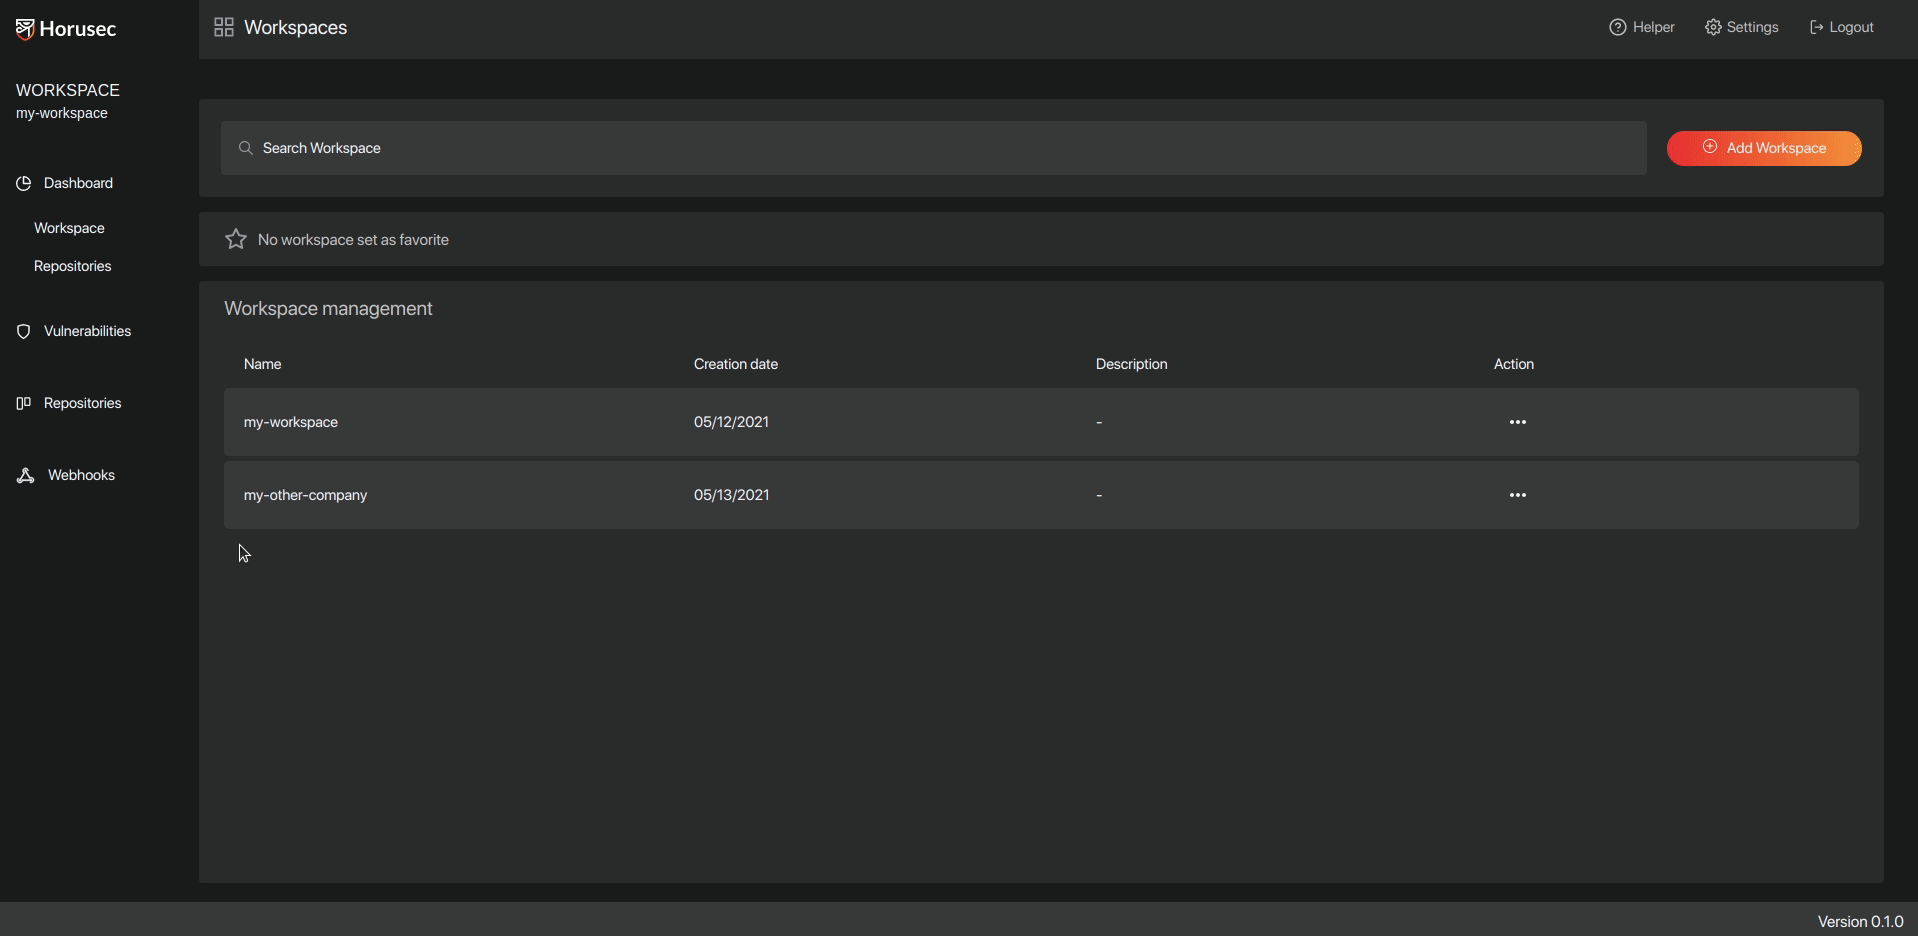 Horusec
Workspaces
Helper
Settings
Logout
WORKSPACE
my-workspace
Dashboard
Workspace
Repositories
Vulnerabilities
Repositories
Webhooks
Search Workspace
Add Workspace
No workspace set as favorite
Workspace management
Name Creation date Description Action
my-workspace 05/12/2021 - •••
my-other-company 05/13/2021 - •••
Version 0.1.0